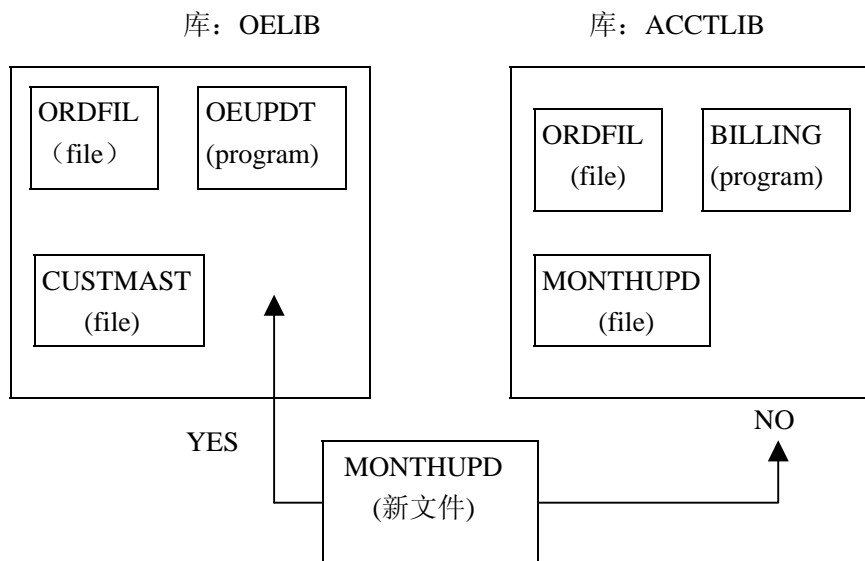 库：OELIB
库：ACCTLIB
ORDFIL
（file）
OEUPDT
(program)
CUSTMAST
(file)
ORDFIL
(file)
BILLING
(program)
MONTHUPD
(file)
YES
NO
MONTHUPD
(新文件)